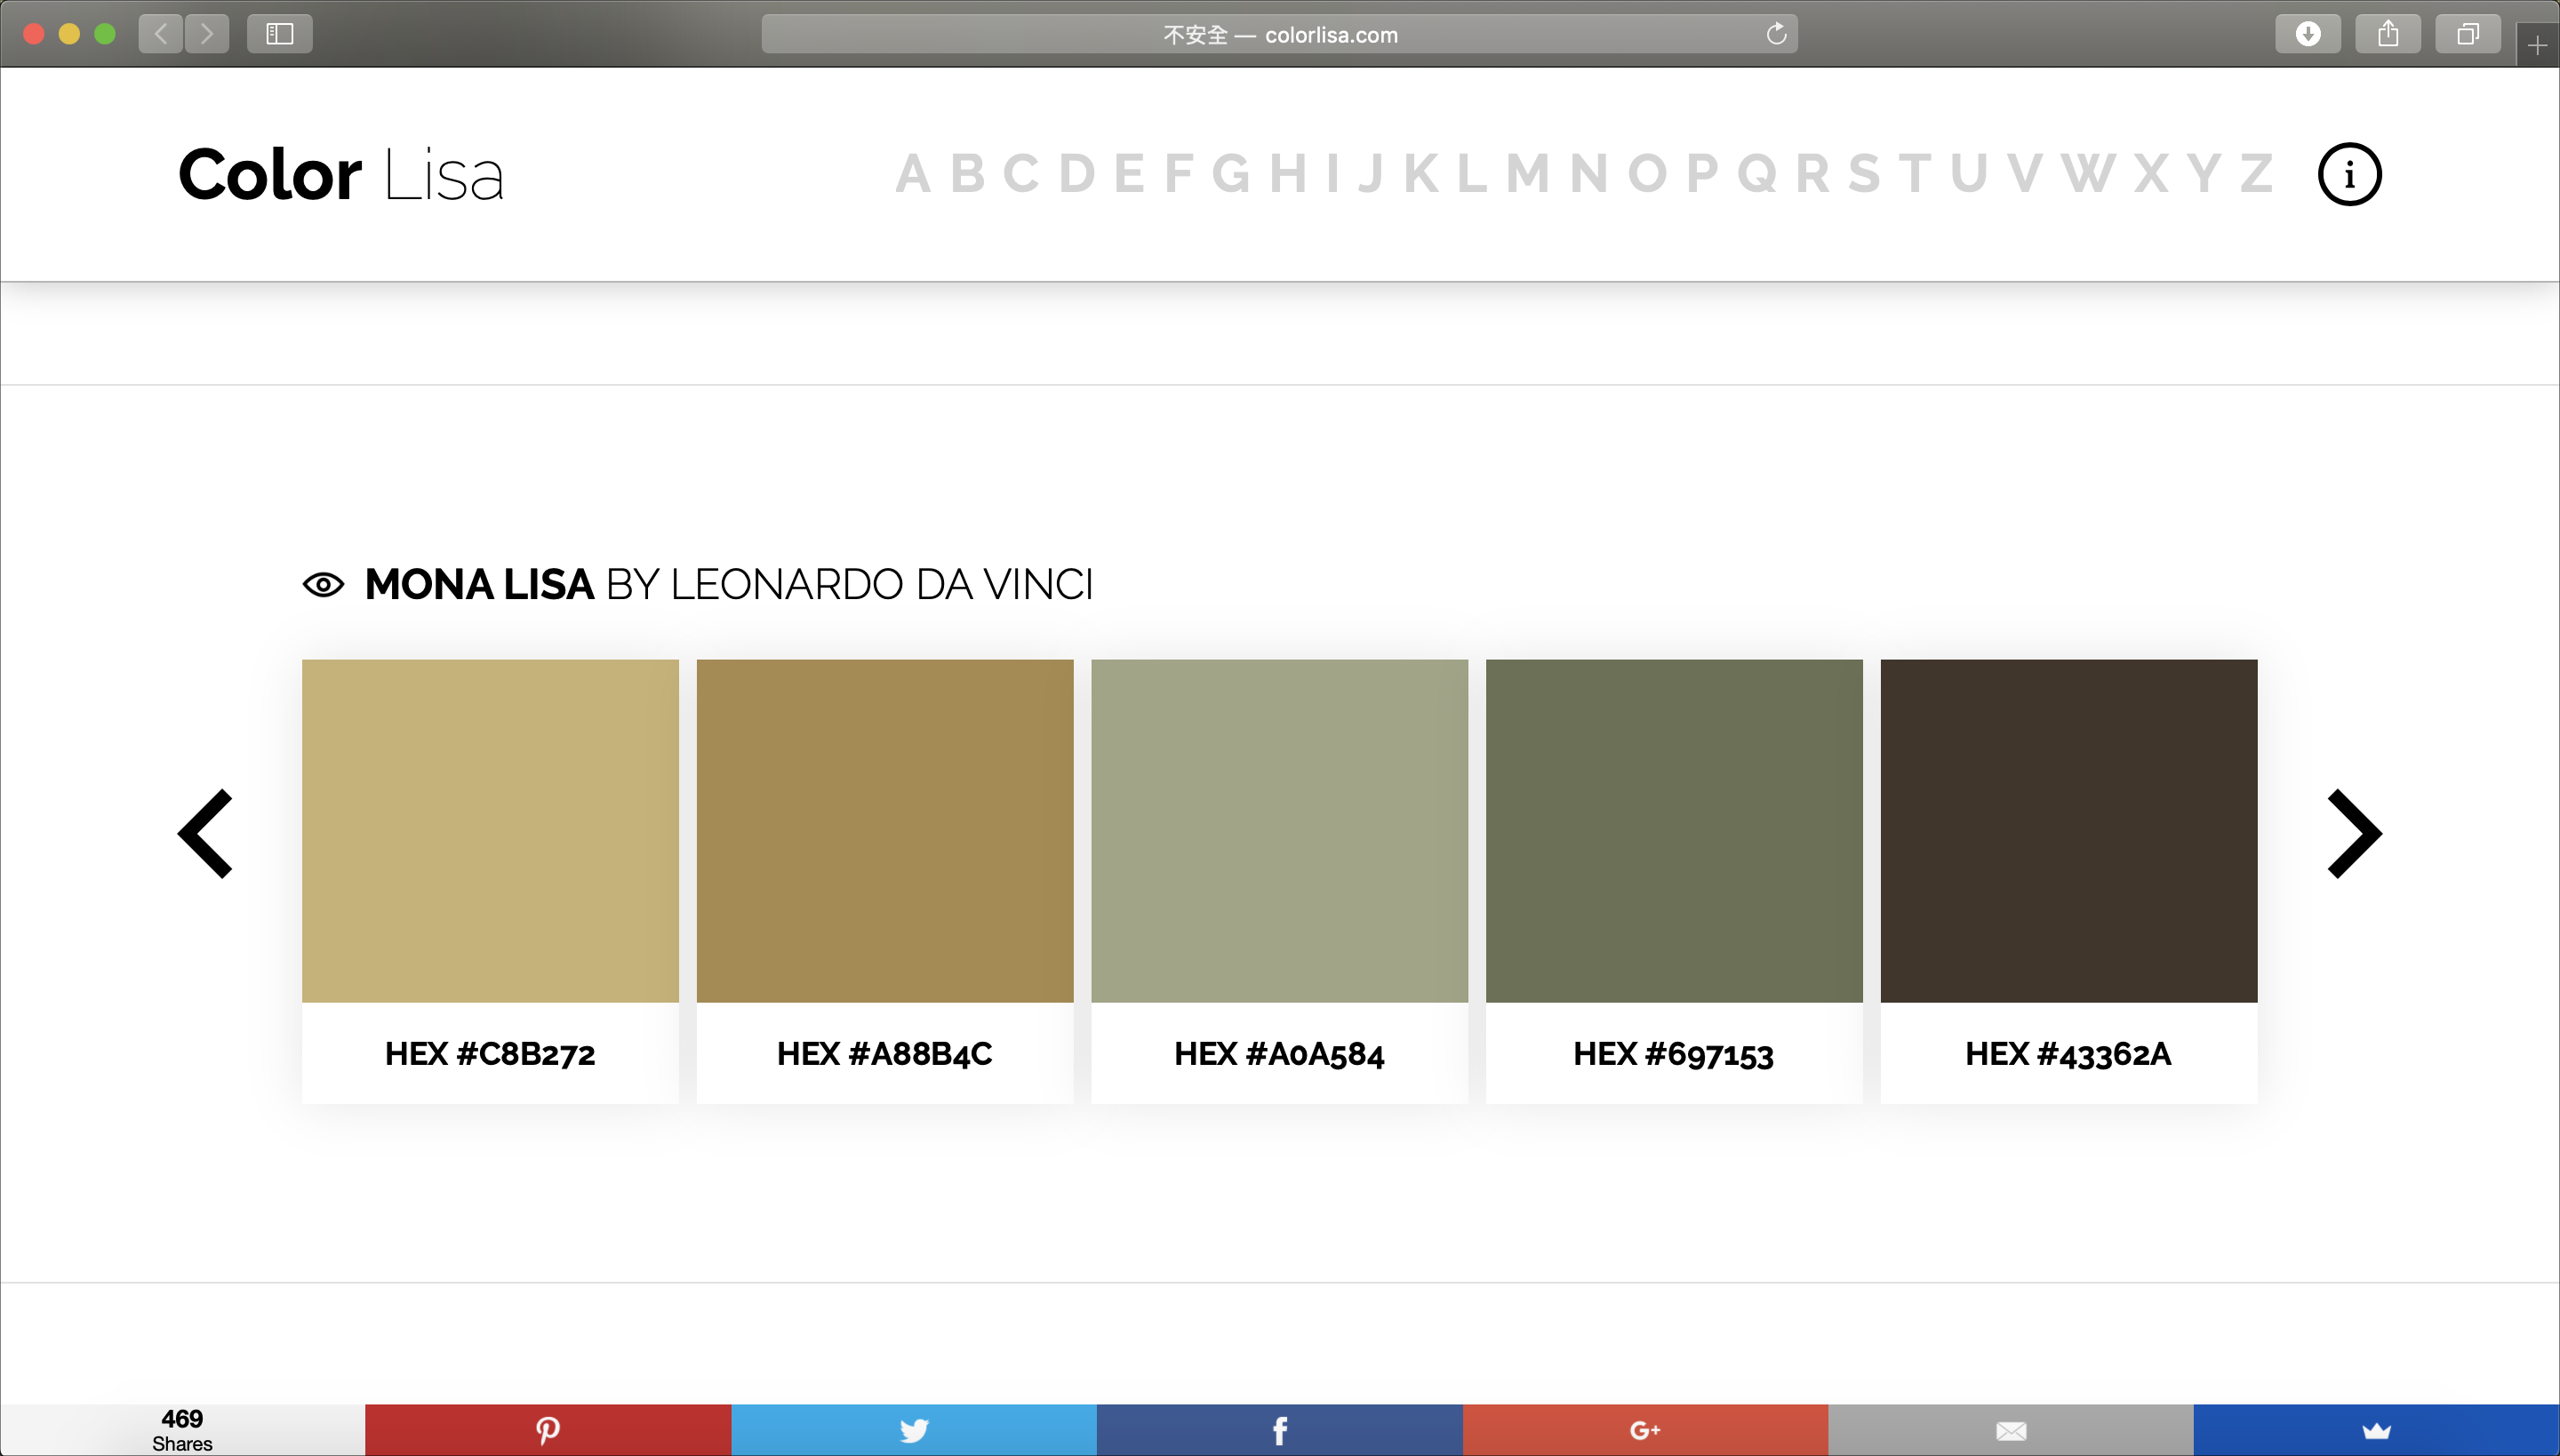 不安全 — colorlisa.com
Color Lisa
A B C D E F G H I J K L M N O P Q R S T U V W X Y Z
i
MONA LISA BY LEONARDO DA VINCI
HEX #C8B272
HEX #A88B4C
HEX #A0A584
HEX #697153
HEX #43362A
469
Shares
G+